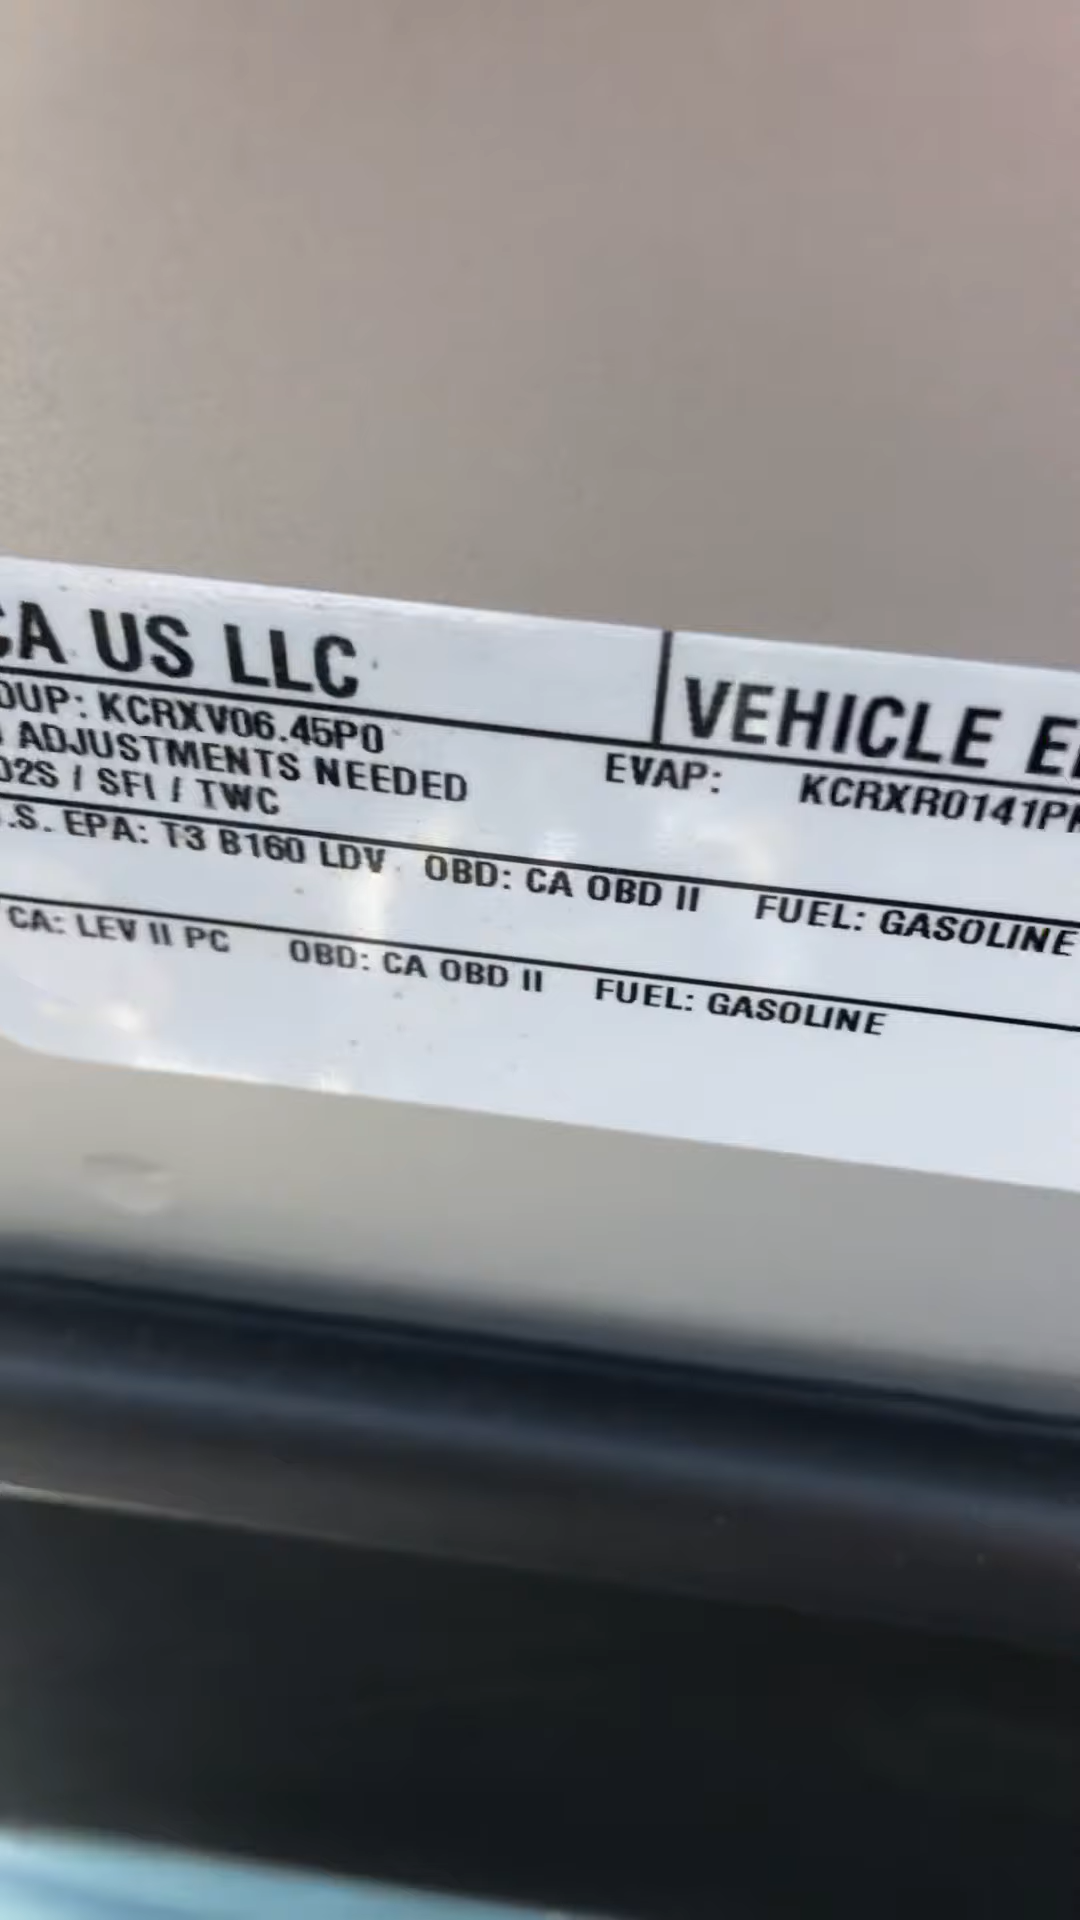 CA US LLC
VEHICLE E
OUP: KCRXV06.45P0
EVAP: KCRXR0141P
ADJUSTMENTS NEEDED
O2S / SFI / TWC
.S. EPA: T3 B160 LDV OBD: CA OBD II FUEL: GASOLINE
CA: LEV II PC OBD: CA OBD II FUEL: GASOLINE